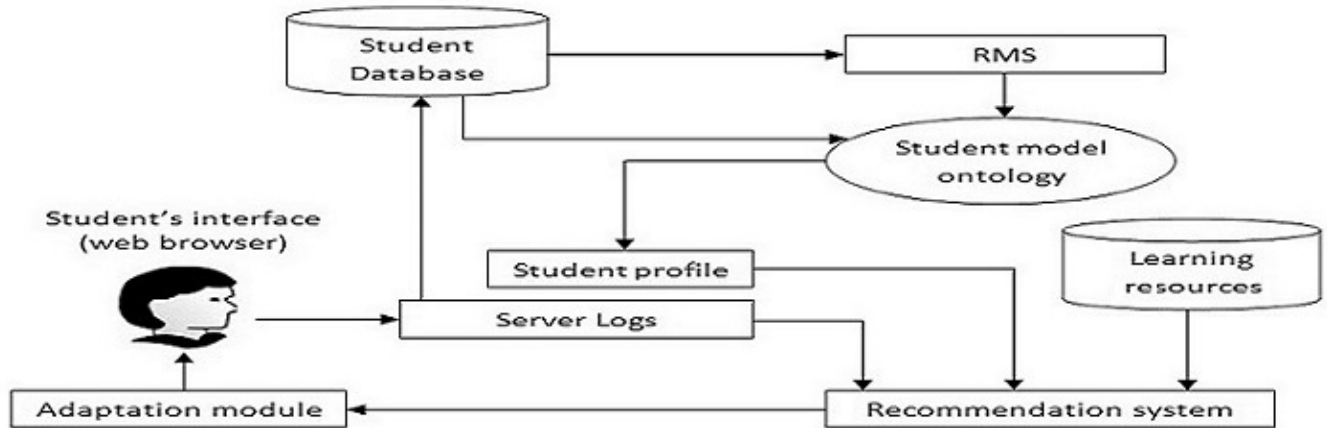 Student
Database
RMS
Student model
ontology
Student's interface
(web browser)
Student profile
Learning
resources
Server Logs
Adaptation module
Recommendation system